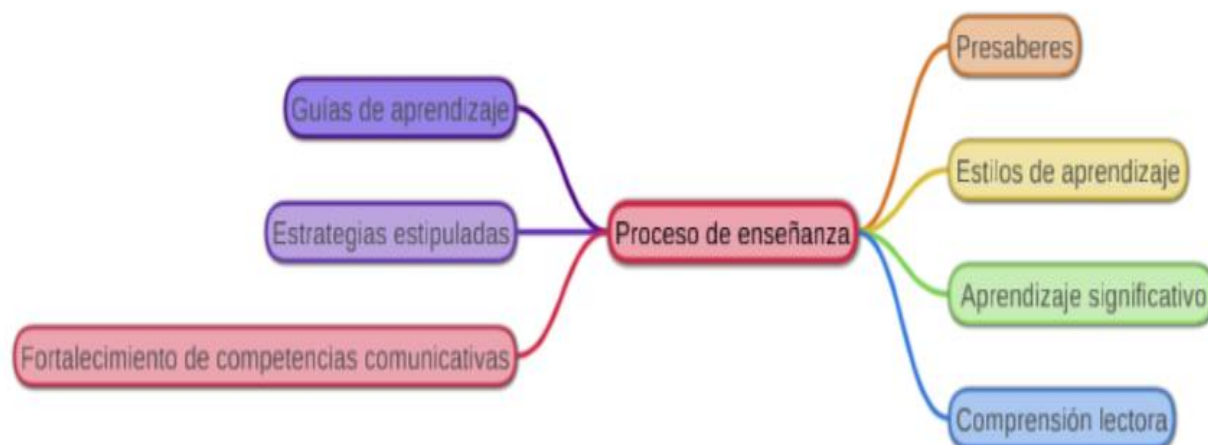 Guías de aprendizaje
Estrategias estipuladas
Fortalecimiento de competencias comunicativas
Proceso de enseñanza
Presaberes
Estilos de aprendizaje
Aprendizaje significativo
Comprensión lectora